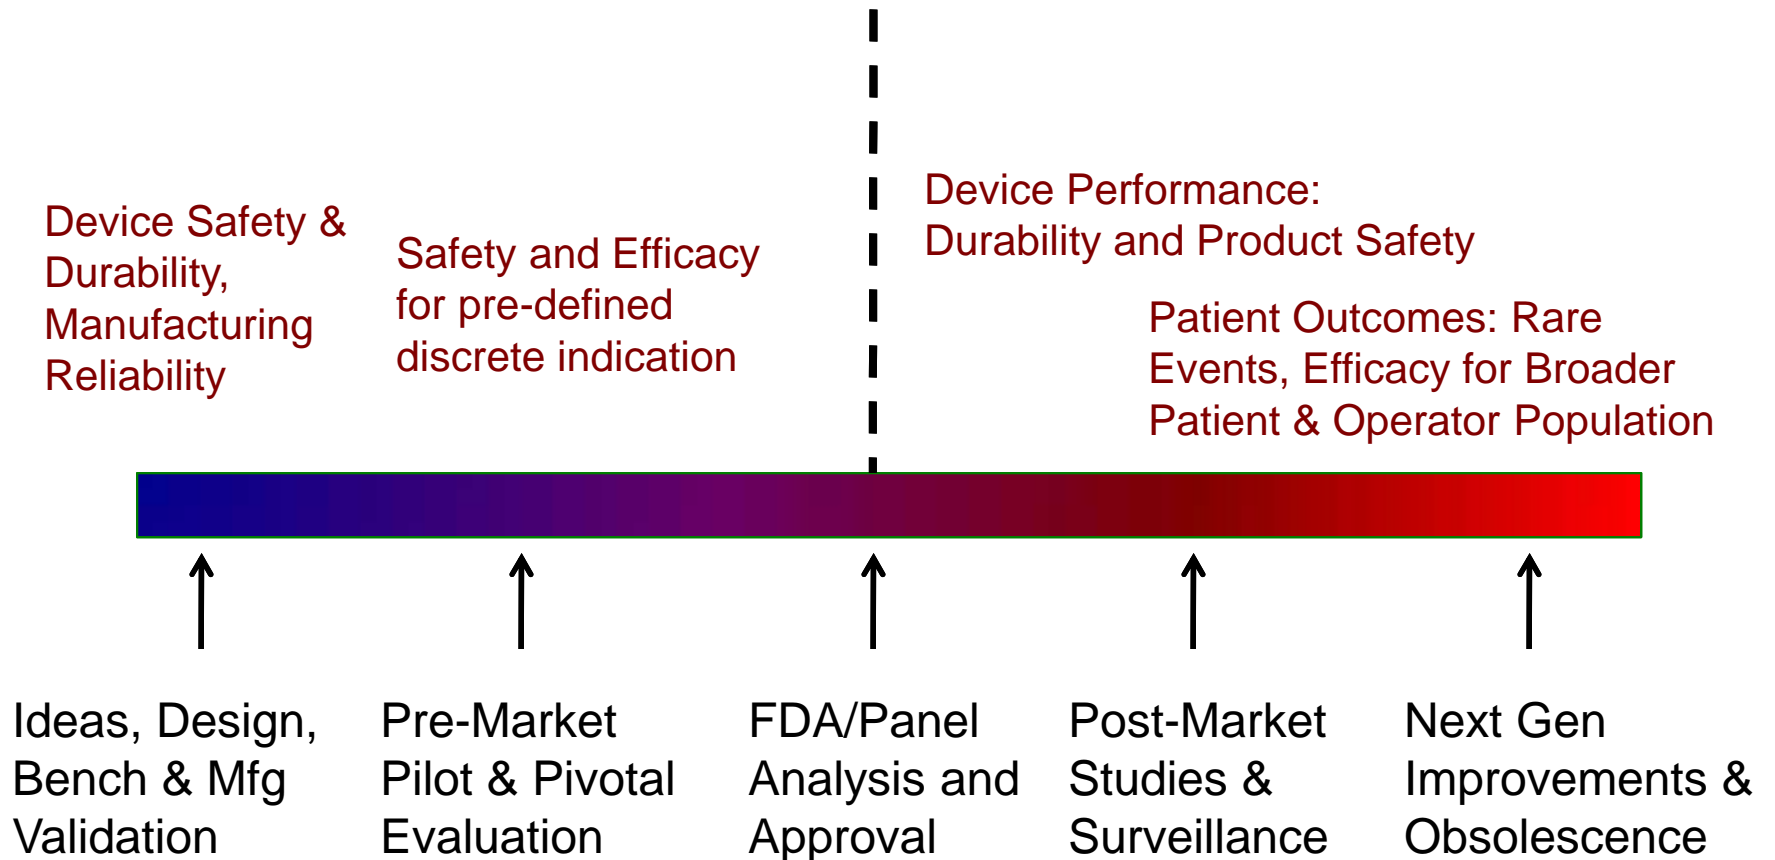 Device Safety &
Durability,
Manufacturing
Reliability
Safety and Efficacy
for pre-defined
discrete indication
Device Performance:
Durability and Product Safety
Patient Outcomes: Rare
Events, Efficacy for Broader
Patient & Operator Population
Ideas, Design,
Bench & Mfg
Validation
Pre-Market
Pilot & Pivotal
Evaluation
FDA/Panel
Analysis and
Approval
Post-Market
Studies &
Surveillance
Next Gen
Improvements &
Obsolescence